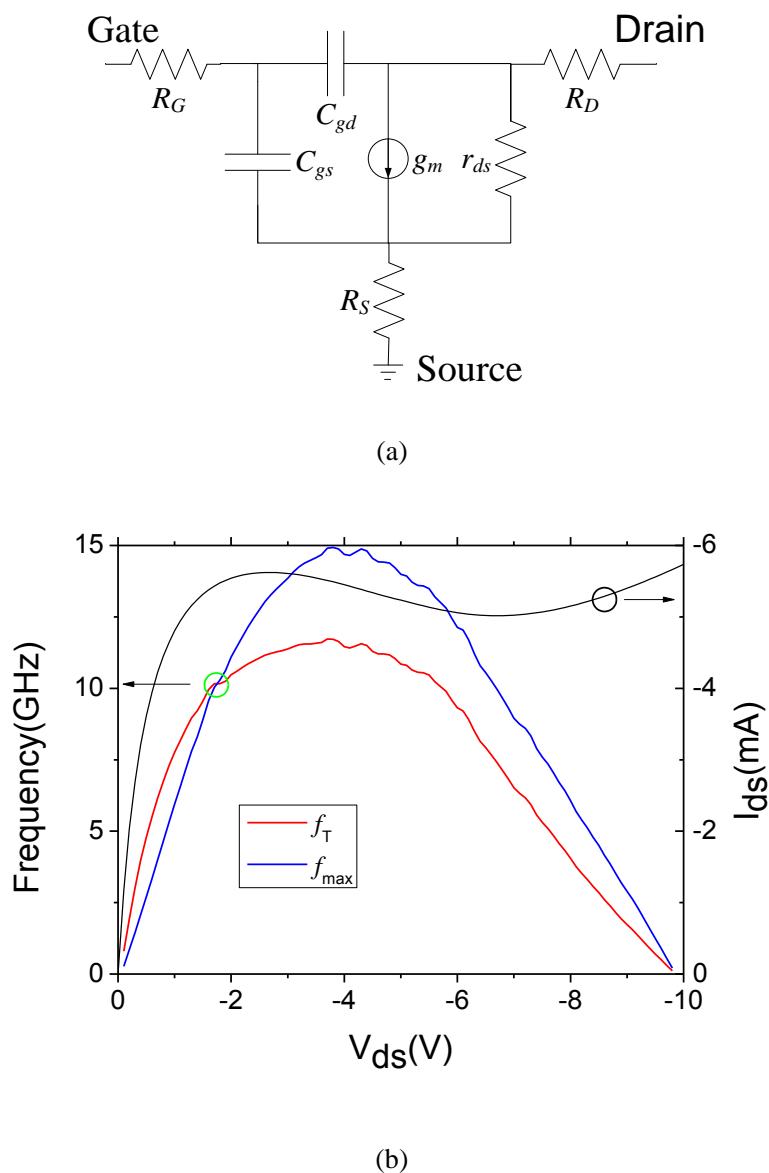 Gate
Drain
R_G
C_gd
R_D
C_gs
g_m
r_ds
R_S
Source
(a)
15
10
5
0
Frequency(GHz)
-6
-4
-2
0
I_ds(mA)
f_T
f_max
0
-2
-4
-6
-8
-10
V_ds(V)
(b)